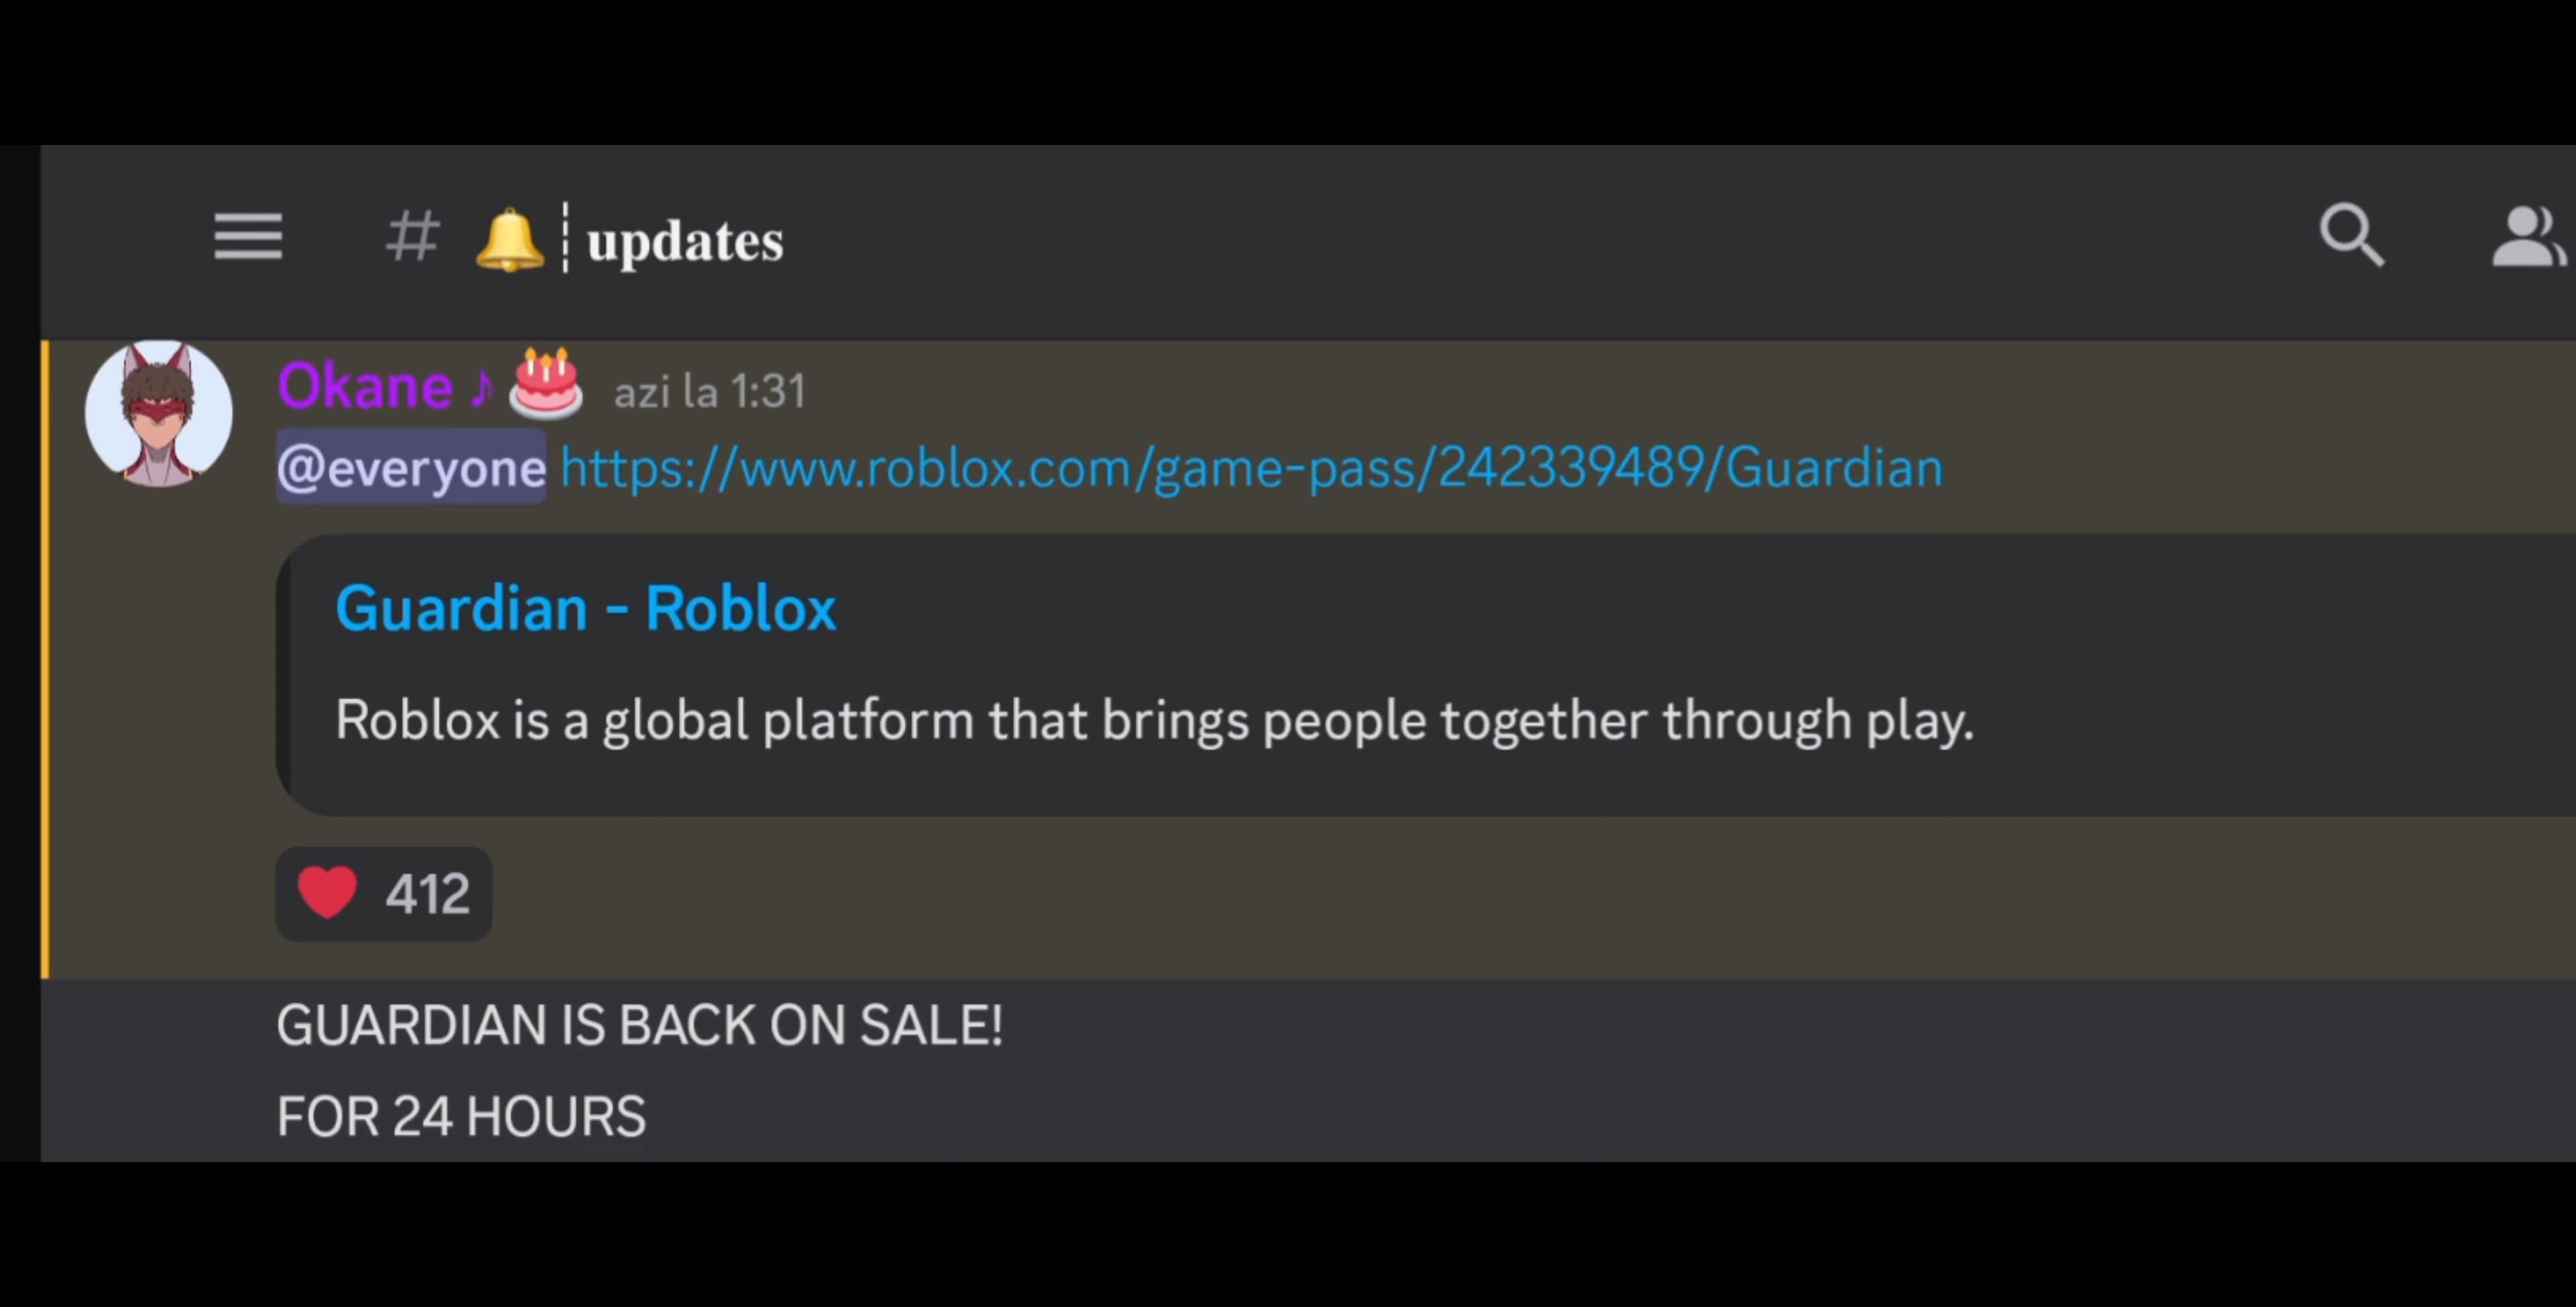 # 🔔┊updates
Okane ♪🎂 azi la 1:31
@everyone https://www.roblox.com/game-pass/242339489/Guardian
Guardian - Roblox
Roblox is a global platform that brings people together through play.
❤️ 412
GUARDIAN IS BACK ON SALE!
FOR 24 HOURS